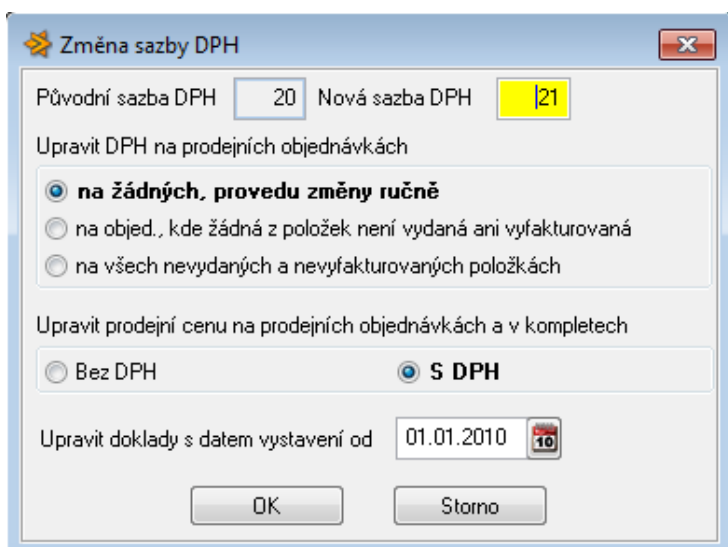 Změna sazby DPH
Původní sazba DPH 20 Nová sazba DPH 21
Upravit DPH na prodejních objednávkách
na žádných, provedu změny ručně
na objed., kde žádná z položek není vydaná ani vyfakturovaná
na všech nevydaných a nevyfakturovaných položkách
Upravit prodejní cenu na prodejních objednávkách a v kompletech
Bez DPH S DPH
Upravit doklady s datem vystavení od 01.01.2010 10
OK Storno